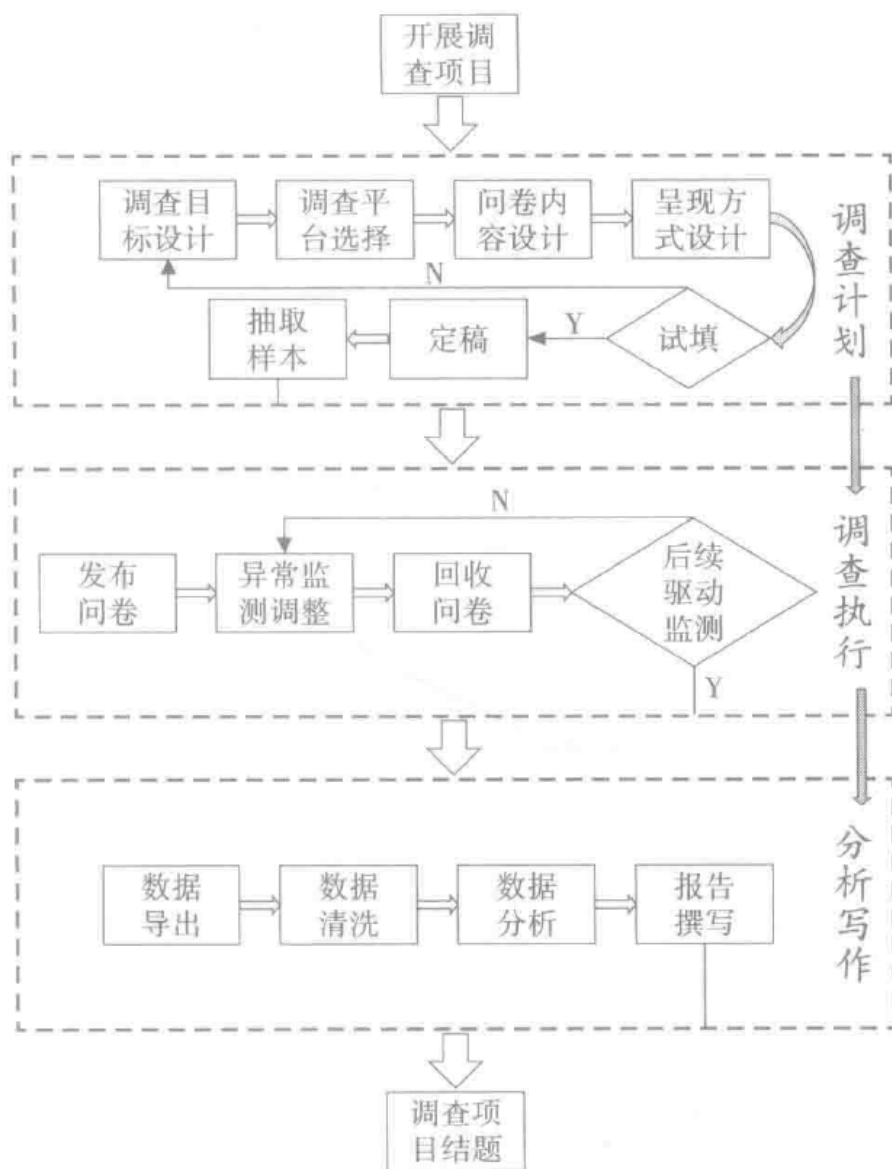 开展调
查项目
调查目
标设计
调查平
台选择
问卷内
容设计
呈现方
式设计
调查计划
N
抽取
样本
定稿
Y
试填
N
发布
问卷
异常监
测调整
回收
问卷
后续
驱动
监测
调查执行
Y
数据
导出
数据
清洗
数据
分析
报告
撰写
分析写作
调查项
目结题